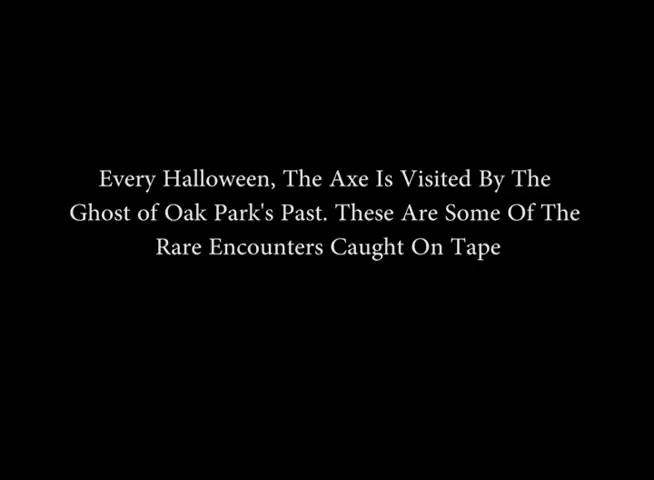 Every Halloween, The Axe Is Visited By The
Ghost of Oak Park's Past. These Are Some Of The
Rare Encounters Caught On Tape